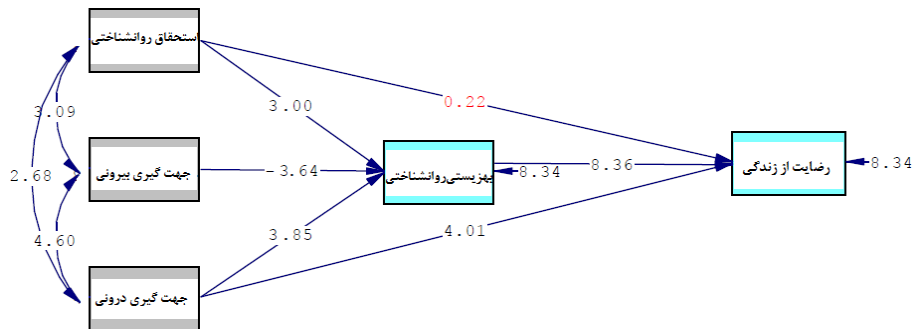 استحقاق روانشناختی
3.09
3.00
0.22
جهت گیری بیرونی
-3.64
بهزیستی روانشناختی
8.34
8.36
رضایت از زندگی
8.34
2.68
4.60
3.85
4.01
جهت گیری درونی